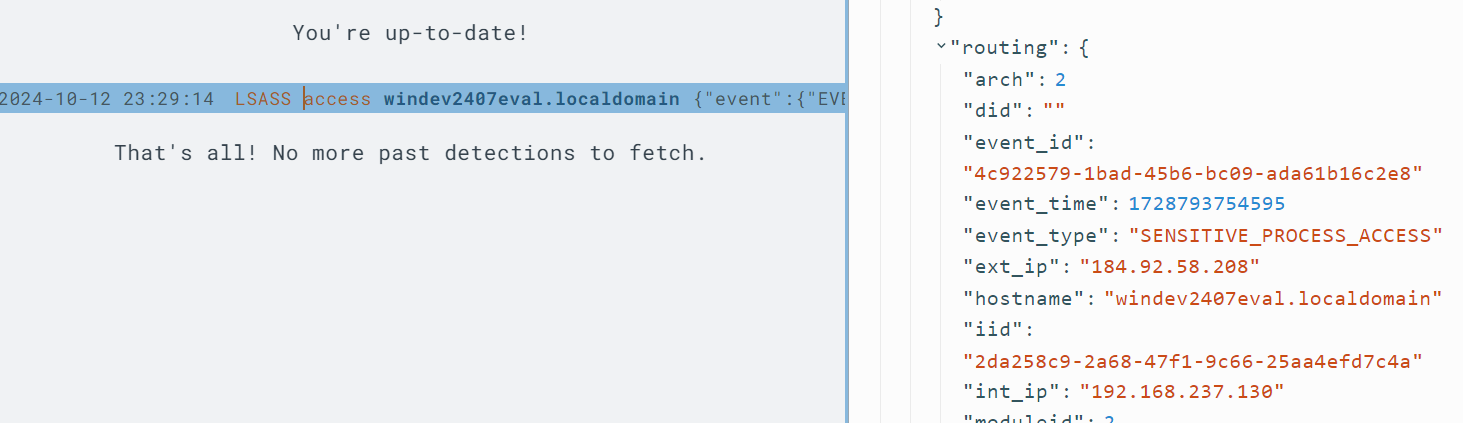 You're up-to-date!
2024-10-12 23:29:14 LSASS access windev2407eval.localdomain {"event":{"EVE
That's all! No more past detections to fetch.
}
"routing": {
"arch": 2
"did": ""
"event_id":
"4c922579-1bad-45b6-bc09-ada61b16c2e8"
"event_time": 1728793754595
"event_type": "SENSITIVE_PROCESS_ACCESS"
"ext_ip": "184.92.58.208"
"hostname": "windev2407eval.localdomain"
"iid":
"2da258c9-2a68-47f1-9c66-25aa4efd7c4a"
"int_ip": "192.168.237.130"
"moduleid": 2